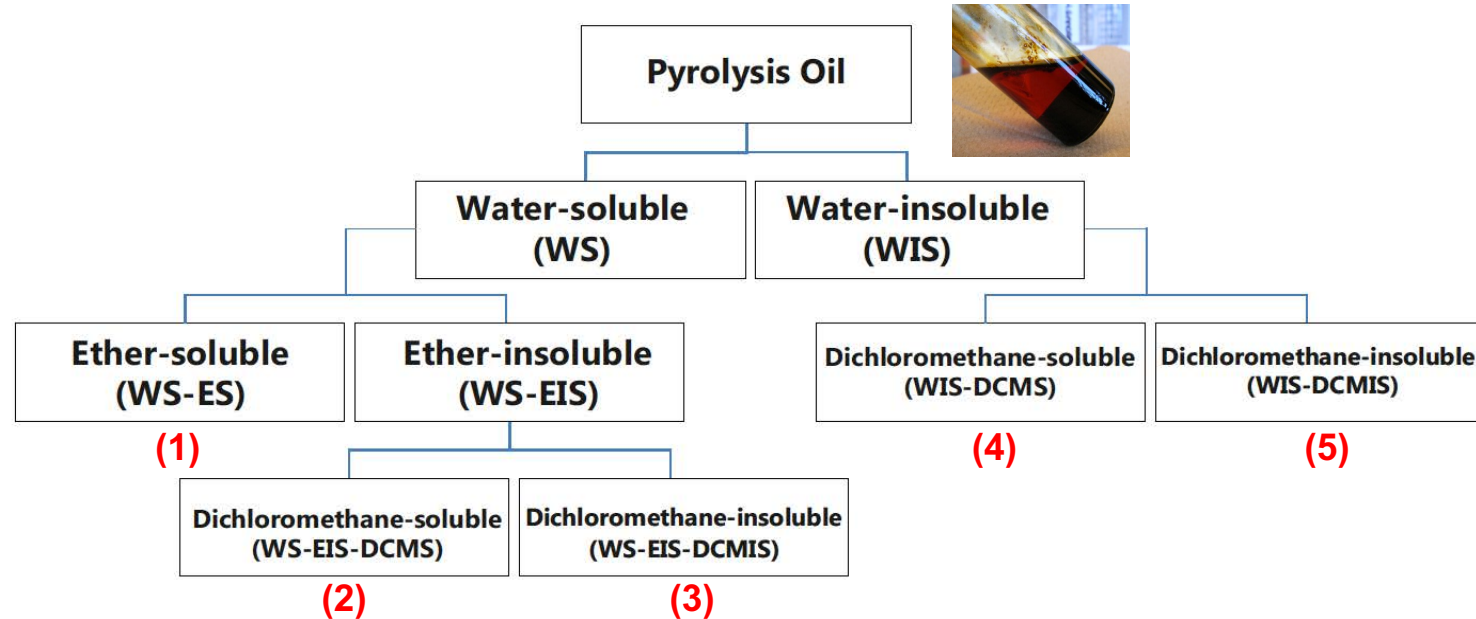 Pyrolysis Oil
Water-soluble
(WS)
Water-insoluble
(WIS)
Ether-soluble
(WS-ES)
Ether-insoluble
(WS-EIS)
Dichloromethane-soluble
(WIS-DCMS)
Dichloromethane-insoluble
(WIS-DCMIS)
(1)
(4)
(5)
Dichloromethane-soluble
(WS-EIS-DCMS)
Dichloromethane-insoluble
(WS-EIS-DCMIS)
(2)
(3)